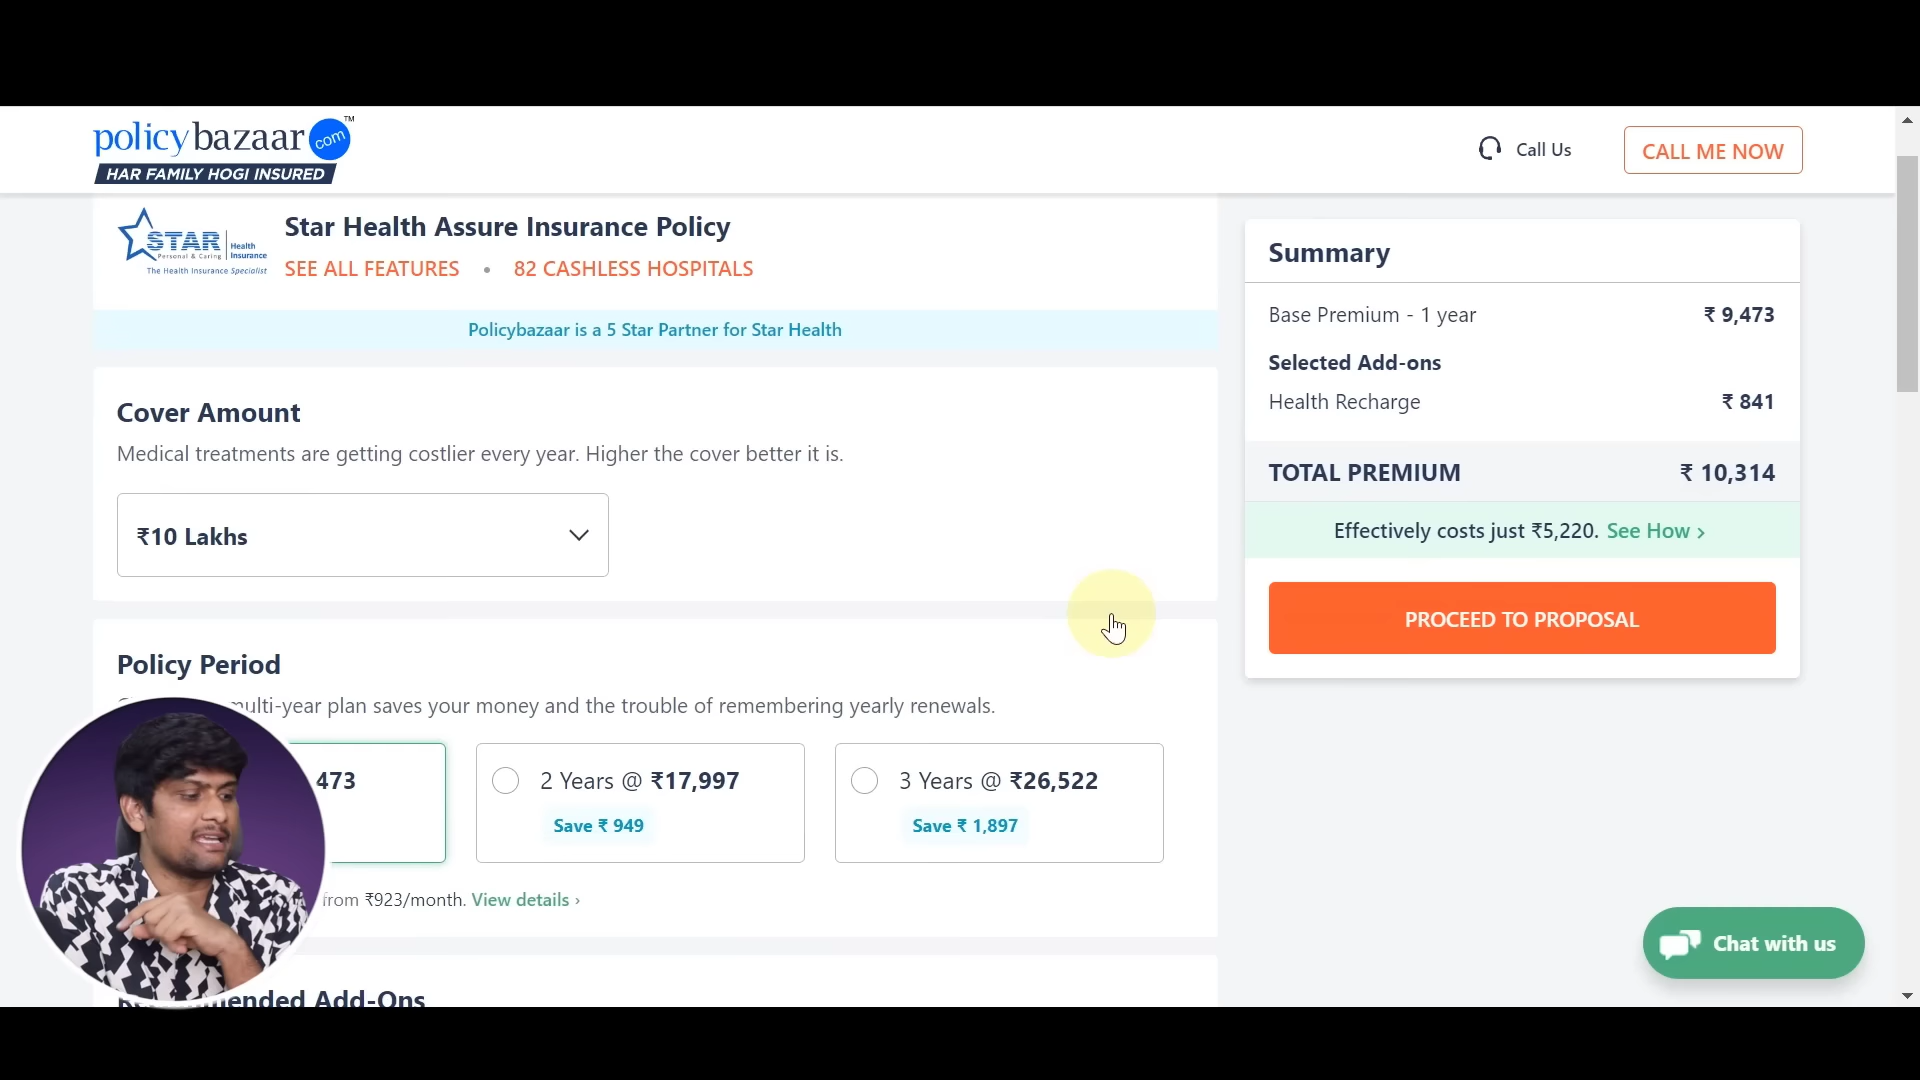 policybazaar com TM
HAR FAMILY HOGI INSURED
Call Us
CALL ME NOW
STAR Health Insurance
Personal & Caring
The Health Insurance Specialist
Star Health Assure Insurance Policy
SEE ALL FEATURES • 82 CASHLESS HOSPITALS
Policybazaar is a 5 Star Partner for Star Health
Cover Amount
Medical treatments are getting costlier every year. Higher the cover better it is.
₹10 Lakhs
Policy Period
multi-year plan saves your money and the trouble of remembering yearly renewals.
473
2 Years @ ₹17,997
Save ₹ 949
3 Years @ ₹26,522
Save ₹ 1,897
from ₹923/month. View details ›
Add-Ons
Summary
Base Premium - 1 year ₹ 9,473
Selected Add-ons
Health Recharge ₹ 841
TOTAL PREMIUM ₹ 10,314
Effectively costs just ₹5,220. See How ›
PROCEED TO PROPOSAL
Chat with us